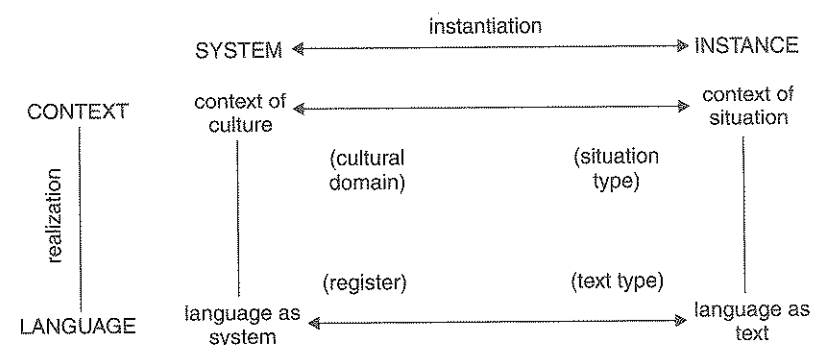 instantiation
SYSTEM INSTANCE
CONTEXT
context of
culture
context of
situation
(cultural
domain)
(situation
type)
realization
(register) (text type)
LANGUAGE
language as
system
language as
text